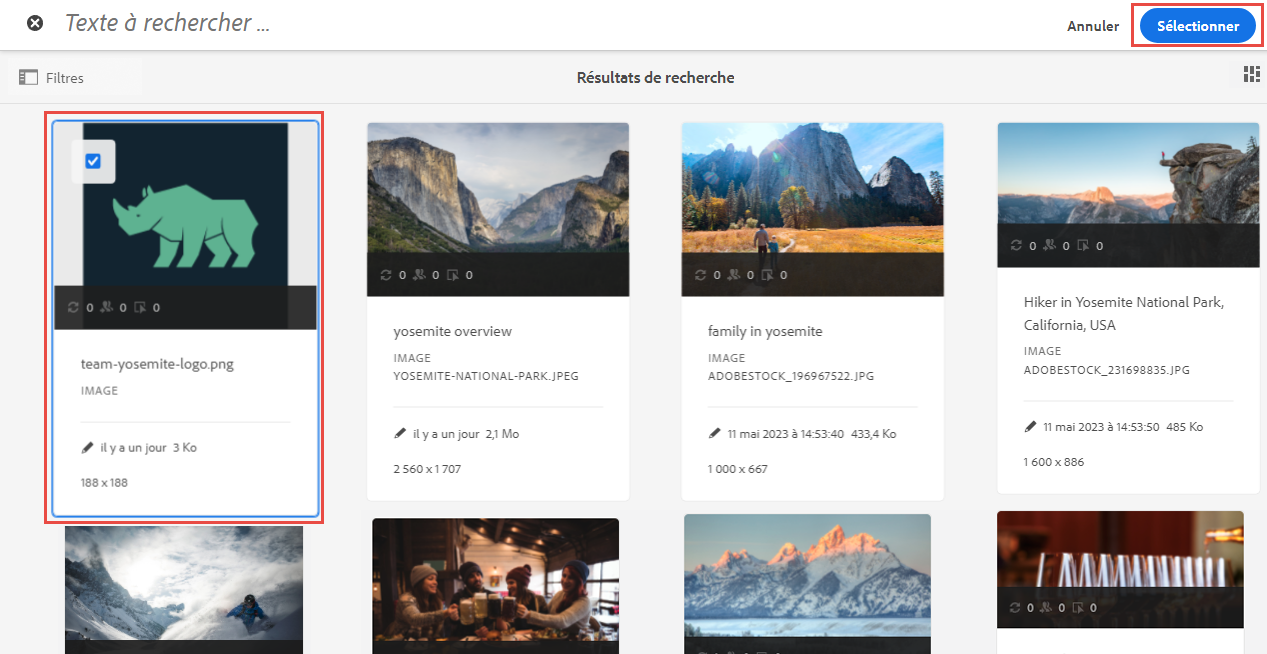 Texte à rechercher ...
Annuler
Sélectionner
Filtres
Résultats de recherche
0 0 0
team-yosemite-logo.png
IMAGE
il y a un jour 3 Ko
188 x 188
0 0 0
yosemite overview
IMAGE
YOSEMITE-NATIONAL-PARK.JPEG
il y a un jour 2,1 Mo
2 560 x 1 707
0 0 0
family in yosemite
IMAGE
ADOBESTOCK_196967522.JPG
11 mai 2023 à 14:53:40 433,4 Ko
1 000 x 667
0 0 0
Hiker in Yosemite National Park,
California, USA
IMAGE
ADOBESTOCK_231698835.JPG
11 mai 2023 à 14:53:50 485 Ko
1 600 x 886
0 0 0